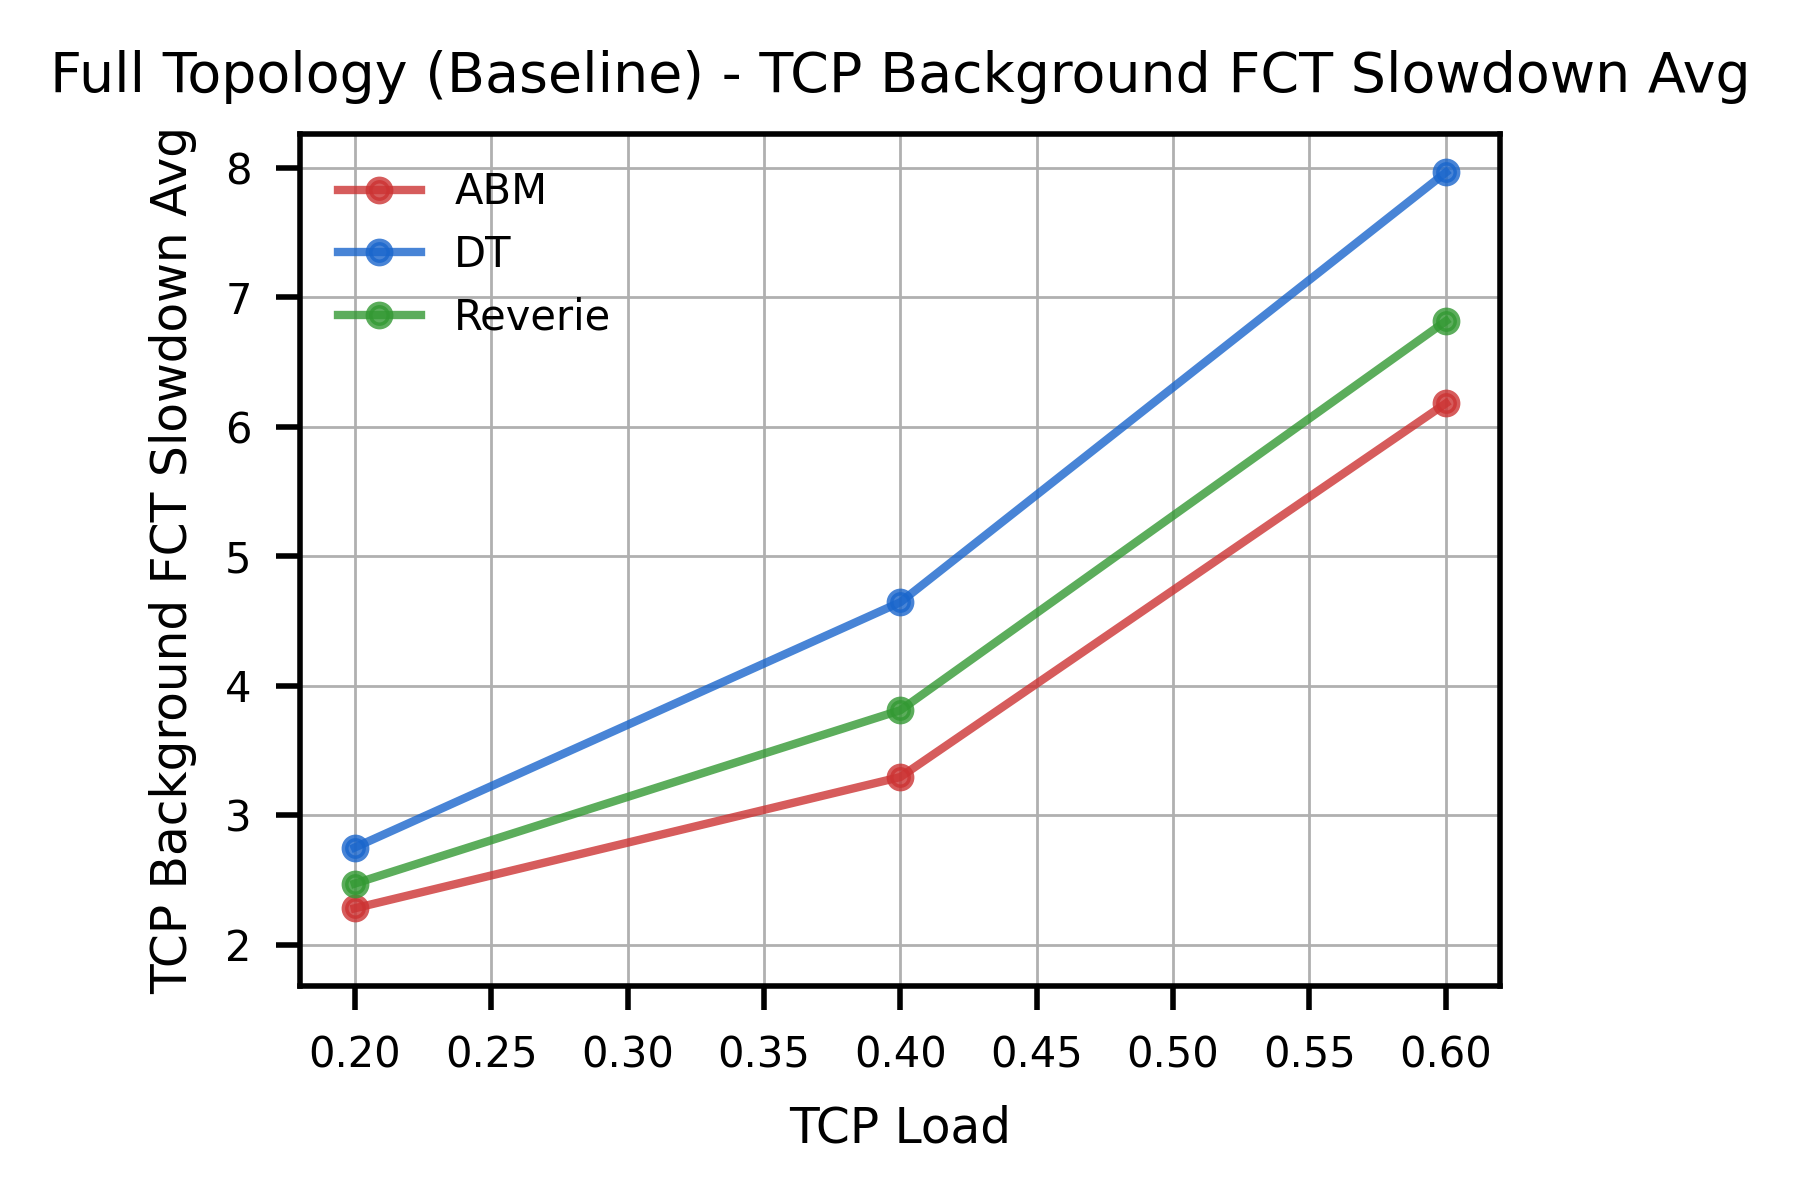 Full Topology (Baseline) - TCP Background FCT Slowdown Avg
TCP Background FCT Slowdown Avg
8
7
6
5
4
3
2
ABM
DT
Reverie
0.20 0.25 0.30 0.35 0.40 0.45 0.50 0.55 0.60
TCP Load